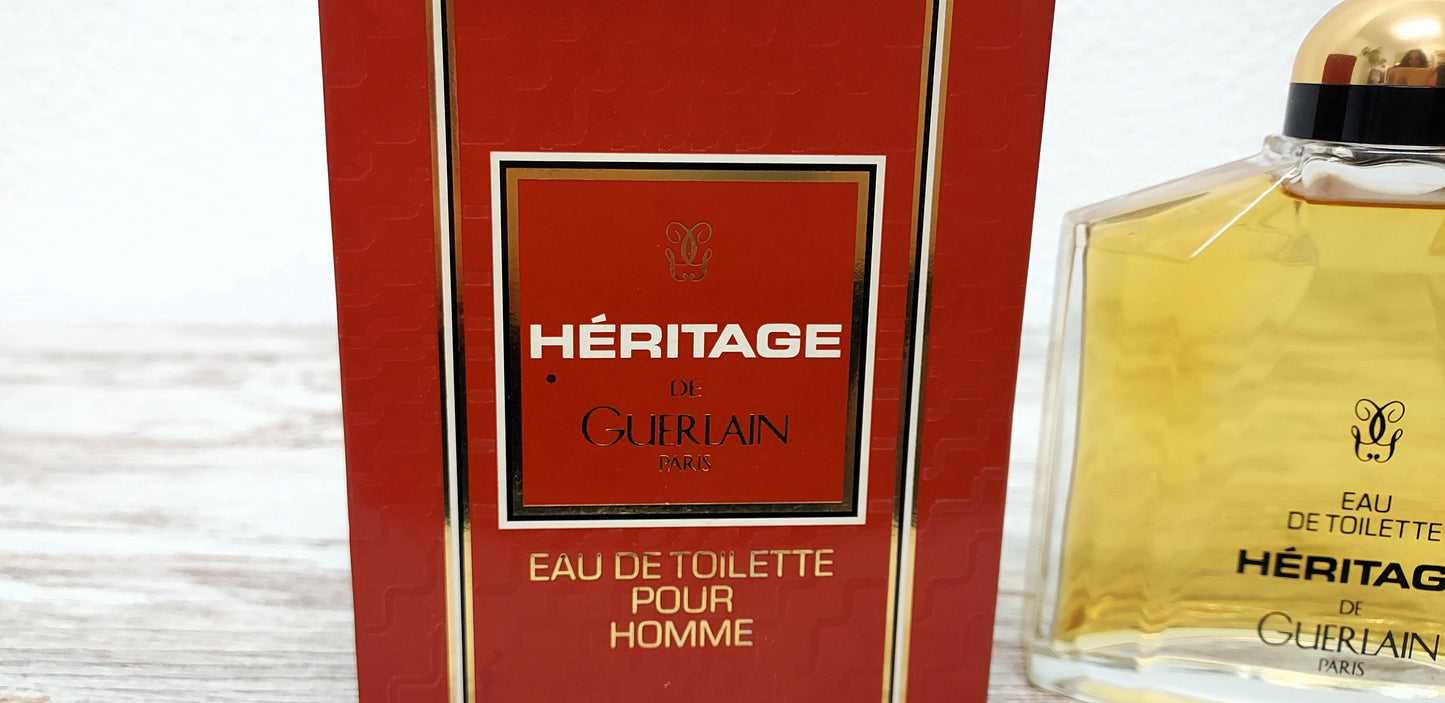 HÉRITAGE
DE
GUERLAIN
PARIS
EAU DE TOILETTE
POUR
HOMME
EAU
DE TOILETTE
HÉRITAG
DE
GUERLAIN
PARIS